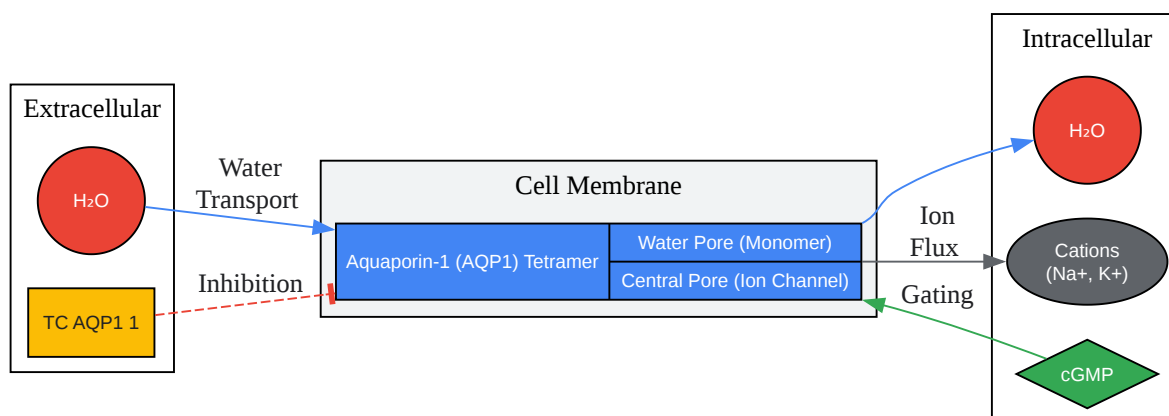 Extracellular
H₂O
TC AQP1 1
Water
Transport
Inhibition
Cell Membrane
Aquaporin-1 (AQP1) Tetramer
Water Pore (Monomer)
Central Pore (Ion Channel)
Ion
Flux
Gating
Intracellular
H₂O
Cations
(Na+, K+)
cGMP